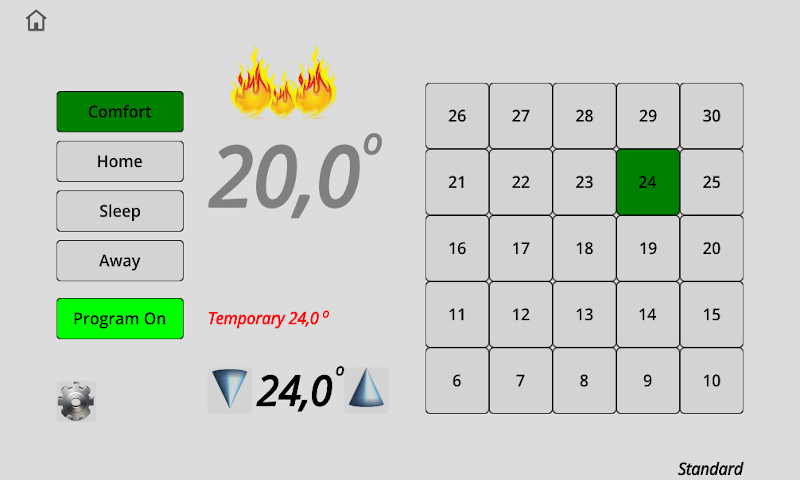 Comfort
Home
Sleep
Away
Program On
20,0°
Temporary 24,0 °
24,0°
26 27 28 29 30
21 22 23 24 25
16 17 18 19 20
11 12 13 14 15
6 7 8 9 10
Standard